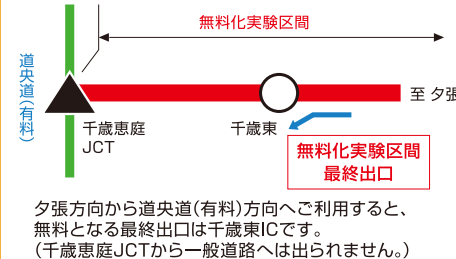 無料化実験区間
道央道(有料)
至 夕張
千歳恵庭
JCT
千歳東
無料化実験区間
最終出口
夕張方向から道央道(有料)方向へご利用すると、
無料となる最終出口は千歳東ICです。
(千歳恵庭JCTから一般道路へは出られません。)